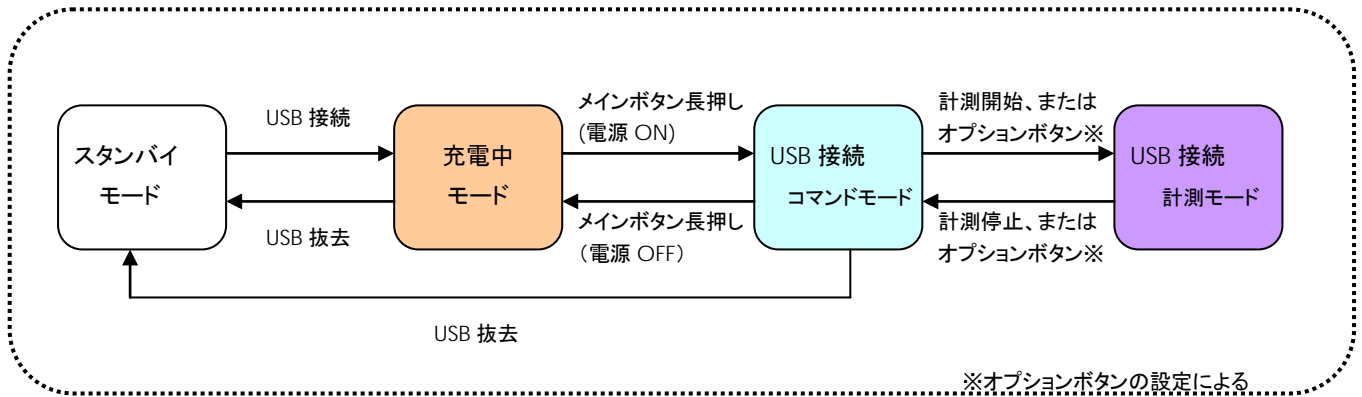 USB 接続
メインボタン長押し
(電源 ON)
計測開始、または
オプションボタン※
スタンバイ
モード
充電中
モード
USB 接続
コマンドモード
USB 接続
計測モード
USB 抜去
メインボタン長押し
（電源 OFF）
計測停止、または
オプションボタン※
USB 抜去
※オプションボタンの設定による